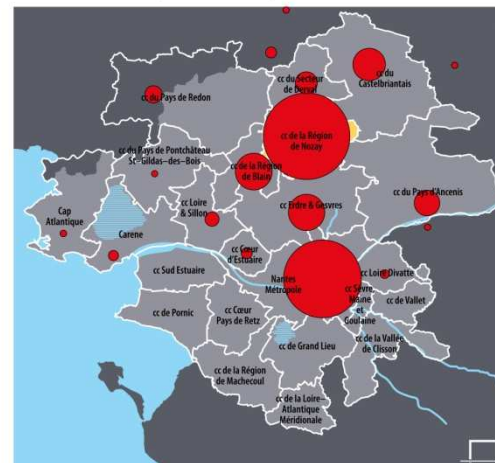 cc du Secteur
de Derval
cc du
Castelbriantais
cc du Pays de Redon
cc de la Région
de Nozay
cc du Pays de Pontchâteau
St-Gildas-des-Bois
cc de la Région
de Blain
cc du Pays d'Ancenis
Cap
Atlantique
cc Loire
& Sillon
cc Erdre & Gesvres
Carene
cc Cœur
d'Estuaire
cc Sud Estuaire
Nantes
Métropole
cc Loire Divatte
cc Sèvre,
Maine
et
Goulaine
cc de Vallet
cc de Pornic
cc Cœur
Pays de Retz
cc de Grand Lieu
cc de la Vallée
de Clisson
cc de la Région
de Machecoul
cc de la Loire-
Atlantique
Méridionale